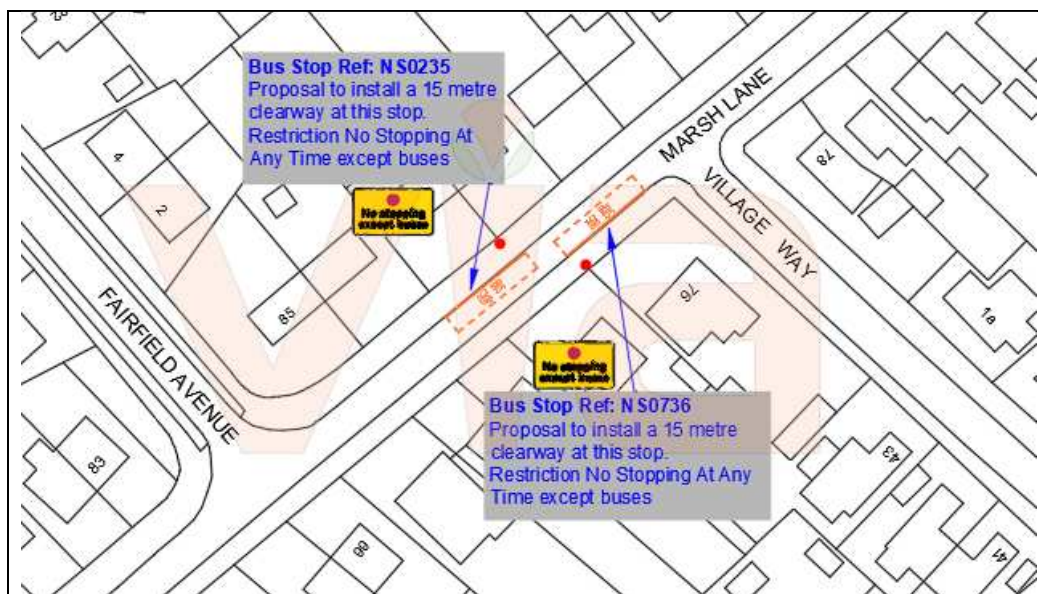 Bus Stop Ref: NS0235
Proposal to install a 15 metre
clearway at this stop.
Restriction No Stopping At
Any Time except buses
MARSH LANE
VILLAGE WAY
FAIRFIELD AVENUE
No stopping
except buses
No stopping
except buses
Bus Stop Ref: NS0736
Proposal to install a 15 metre
clearway at this stop.
Restriction No Stopping At Any
Time except buses
4
2
85
83
78
76
1a
43
41
via